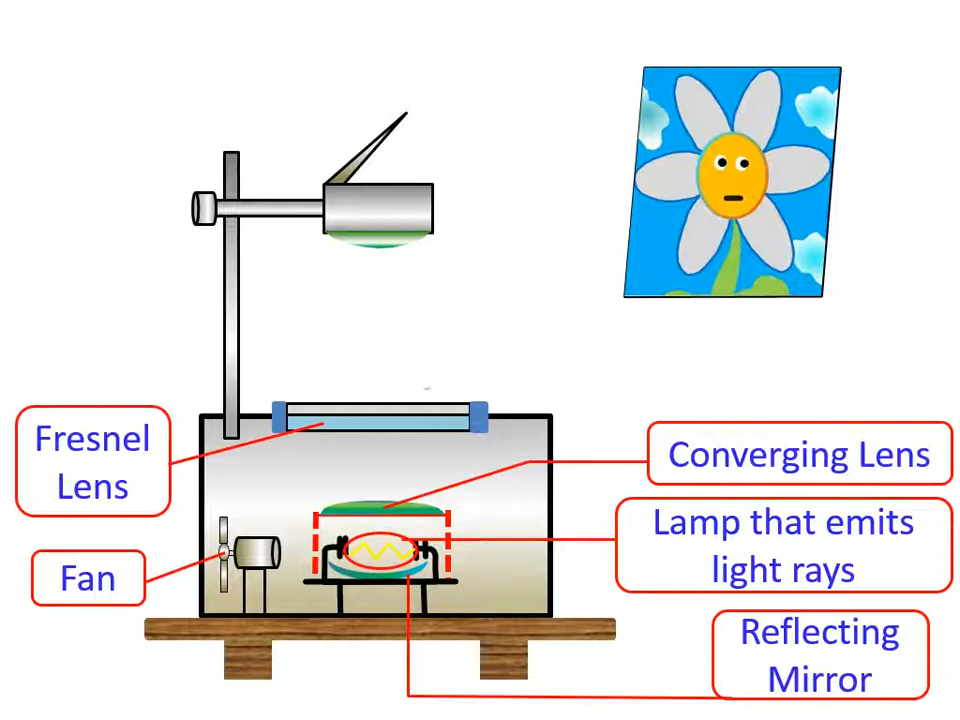 Fresnel
Lens
Converging Lens
Lamp that emits
light rays
Fan
Reflecting
Mirror